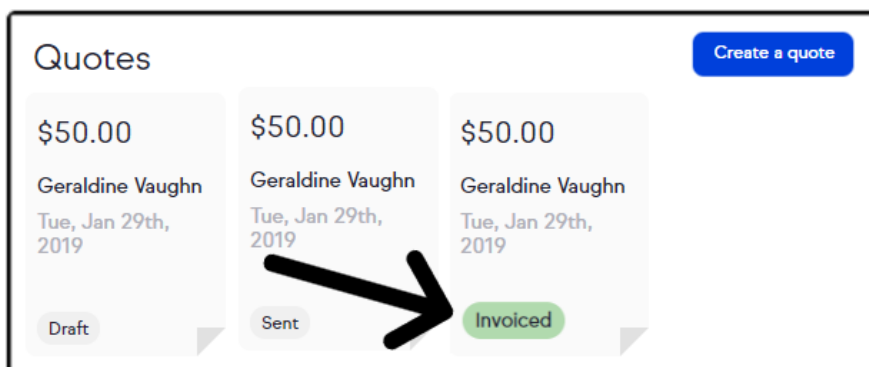 Quotes
Create a quote
$50.00
Geraldine Vaughn
Tue, Jan 29th,
2019
Draft
$50.00
Geraldine Vaughn
Tue, Jan 29th,
2019
Sent
$50.00
Geraldine Vaughn
Tue, Jan 29th,
2019
Invoiced